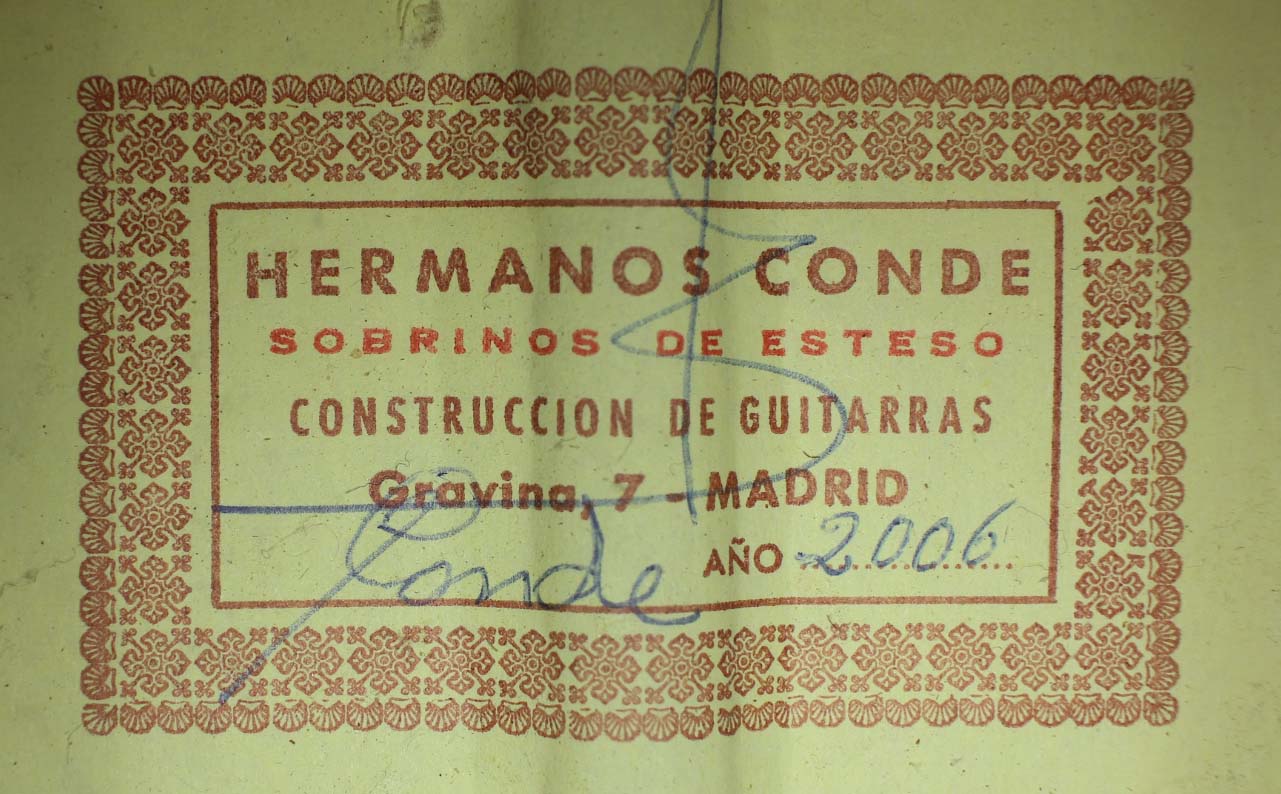 HERMANOS CONDE
SOBRINOS DE ESTESO
CONSTRUCCION DE GUITARRAS
Gravina, 7 - MADRID
AÑO 2006
Conde